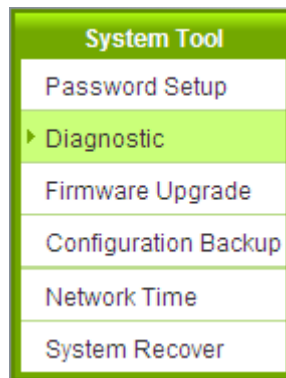 System Tool
Password Setup
Diagnostic
Firmware Upgrade
Configuration Backup
Network Time
System Recover